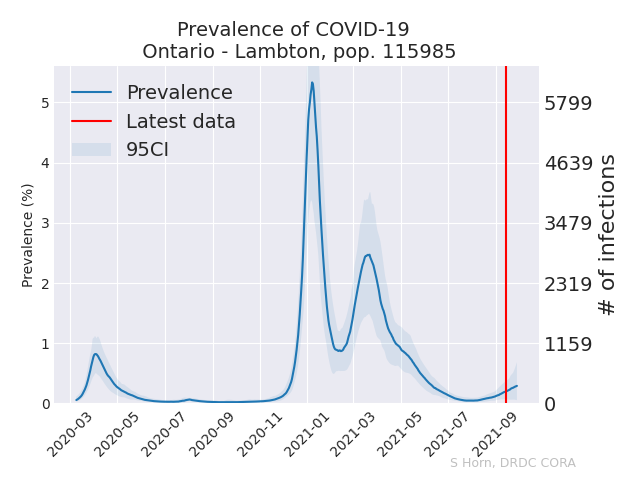 Prevalence of COVID-19
Ontario - Lambton, pop. 115985
Prevalence
Latest data
95CI
Prevalence (%)
5
4
3
2
1
0
5799
4639
3479
2319
1159
0
# of infections
2020-03
2020-05
2020-07
2020-09
2020-11
2021-01
2021-03
2021-05
2021-07
2021-09
S Horn, DRDC CORA